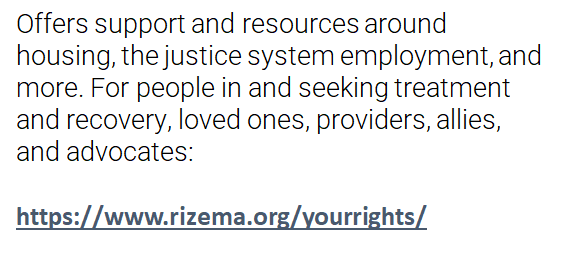 Offers support and resources around
housing, the justice system employment, and
more. For people in and seeking treatment
and recovery, loved ones, providers, allies,
and advocates:
https://www.rizema.org/yourrights/